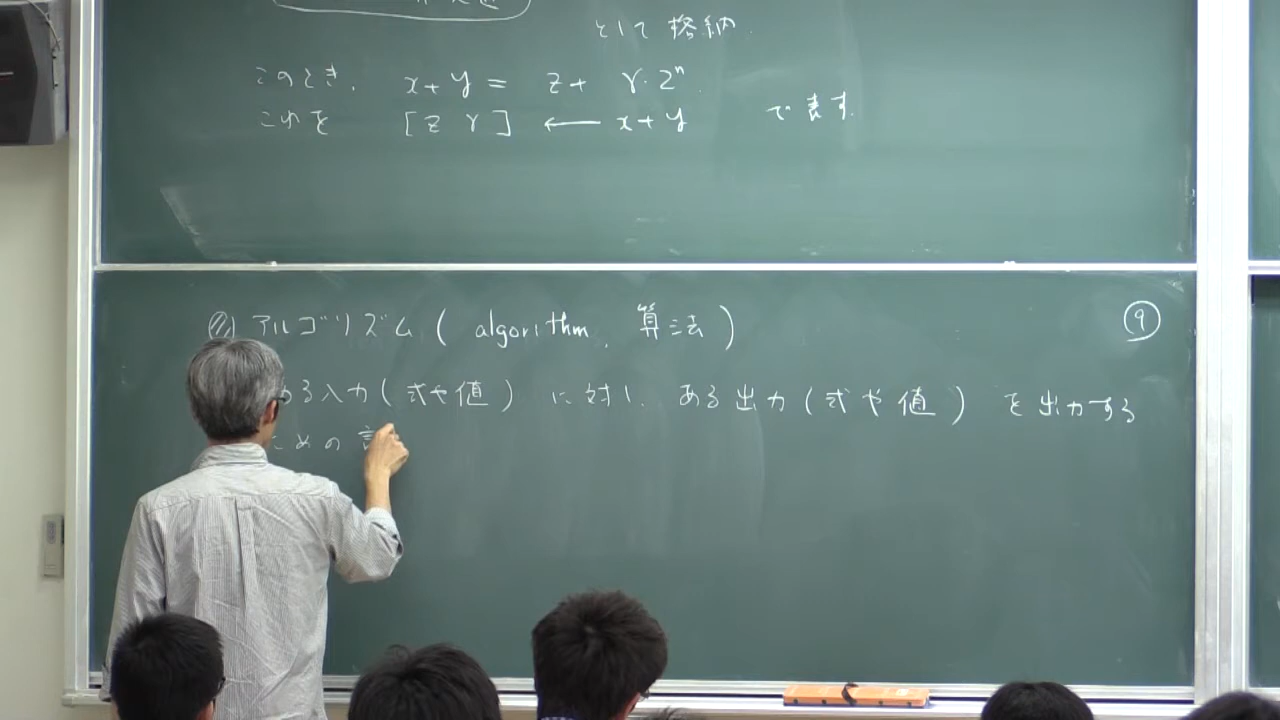 として格納.
このとき, x+y = z+ γ·2ⁿ.
これを [z γ] ← x+y で表す.
アルゴリズム ( algorithm, 算法 )
⑨
ある入力 ( 式や値 ) に対し, ある出力 ( 式や値 ) を出力する
ための